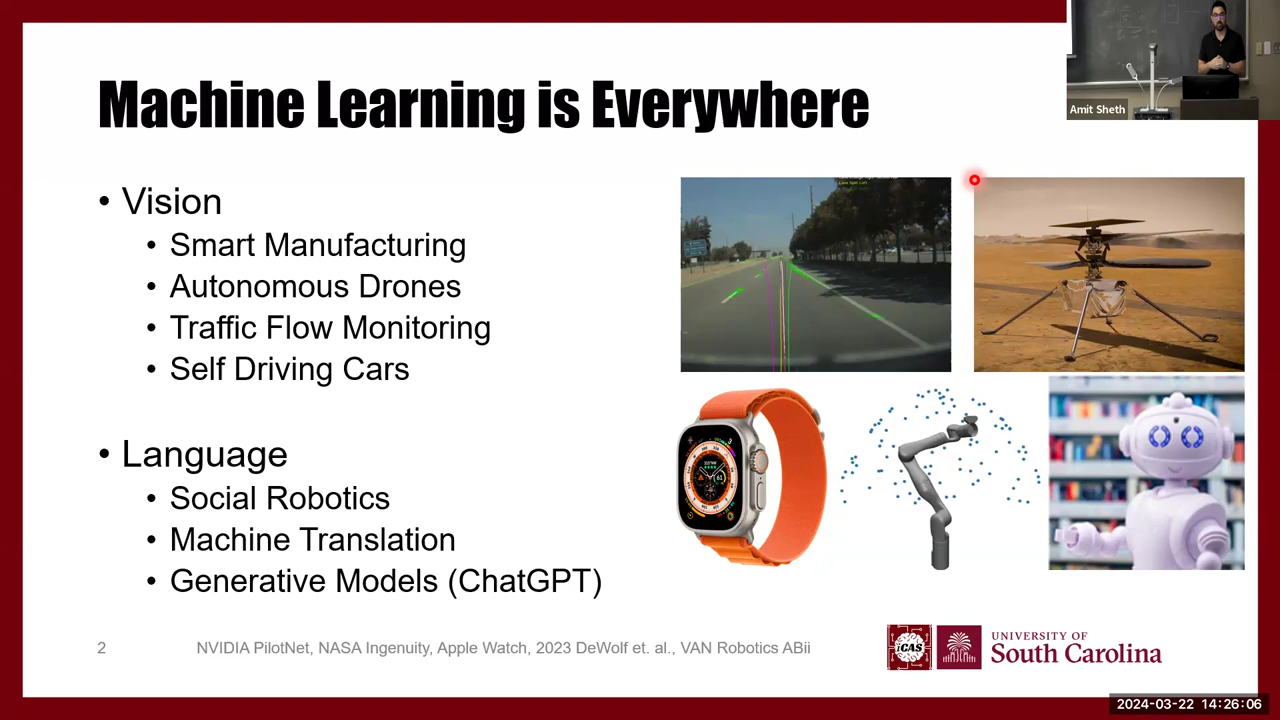 Machine Learning is Everywhere
Amit Sheth
• Vision
• Smart Manufacturing
• Autonomous Drones
• Traffic Flow Monitoring
• Self Driving Cars
• Language
• Social Robotics
• Machine Translation
• Generative Models (ChatGPT)
2
NVIDIA PilotNet, NASA Ingenuity, Apple Watch, 2023 DeWolf et. al., VAN Robotics ABii
iCAS
UNIVERSITY OF
South Carolina
2024-03-22 14:26:06